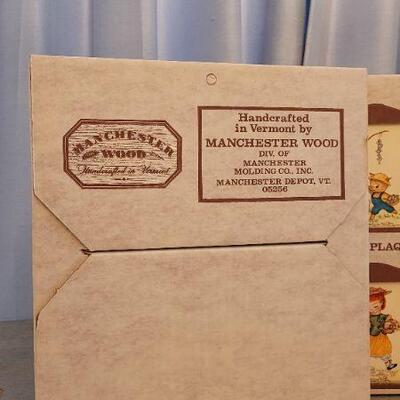 MANCHESTER
WOOD
Handcrafted in Vermont
Handcrafted
in Vermont by
MANCHESTER WOOD
DIV. OF
MANCHESTER
MOLDING CO., INC.
MANCHESTER DEPOT, VT.
05256
PLAQ